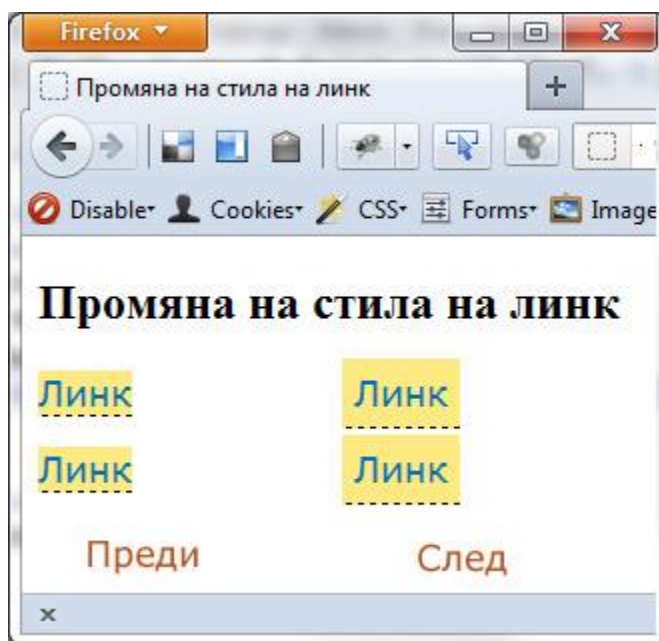 Firefox
Промяна на стила на линк
Disable Cookies CSS Forms Image
Промяна на стила на линк
Линк Линк
Линк Линк
Преди След